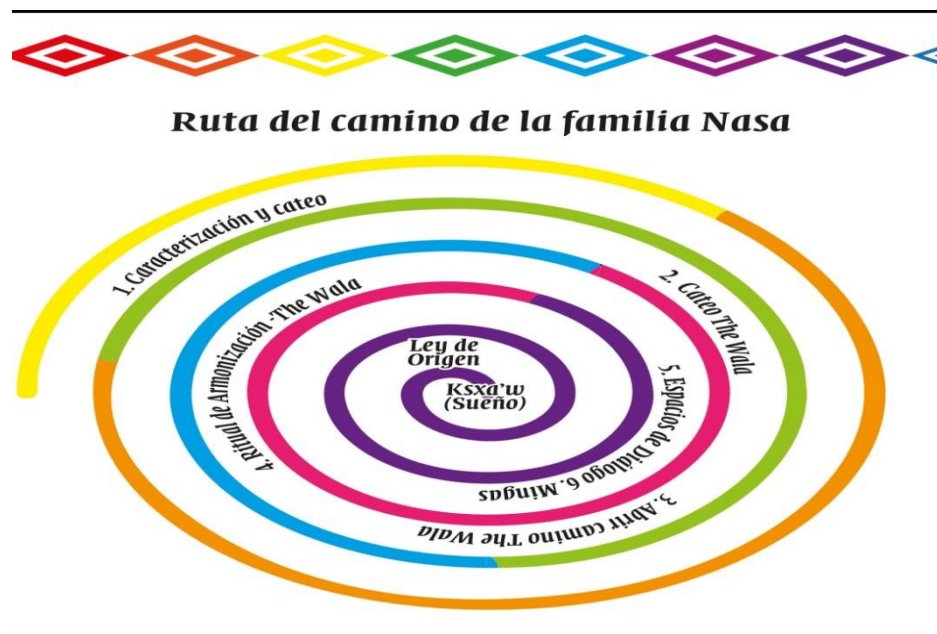 Ruta del camino de la familia Nasa
1. Caracterización y cateo
2. Cateo The Wala
3. Abrir camino The Wala
4. Ritual de Armonización -The Wala
5. Espacios de Diálogo 6. Mingas
Ley de
Origen
Ksxa'w
(Sueño)